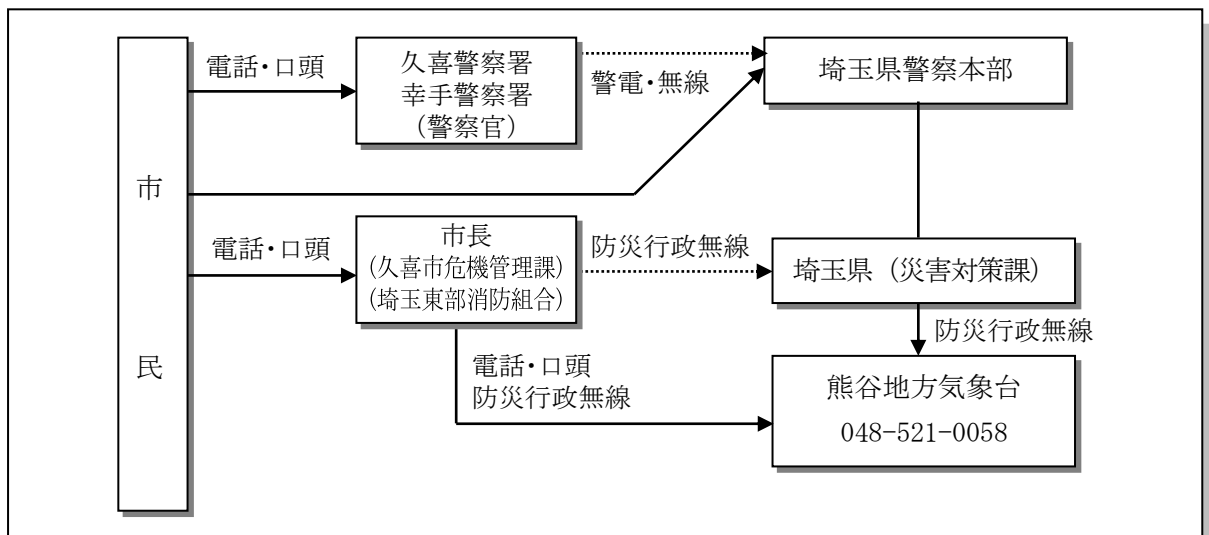 市
民
電話・口頭
久喜警察署
幸手警察署
（警察官）
警電・無線
埼玉県警察本部
電話・口頭
市長
（久喜市危機管理課）
（埼玉東部消防組合）
防災行政無線
埼玉県（災害対策課）
防災行政無線
電話・口頭
防災行政無線
熊谷地方気象台
048-521-0058